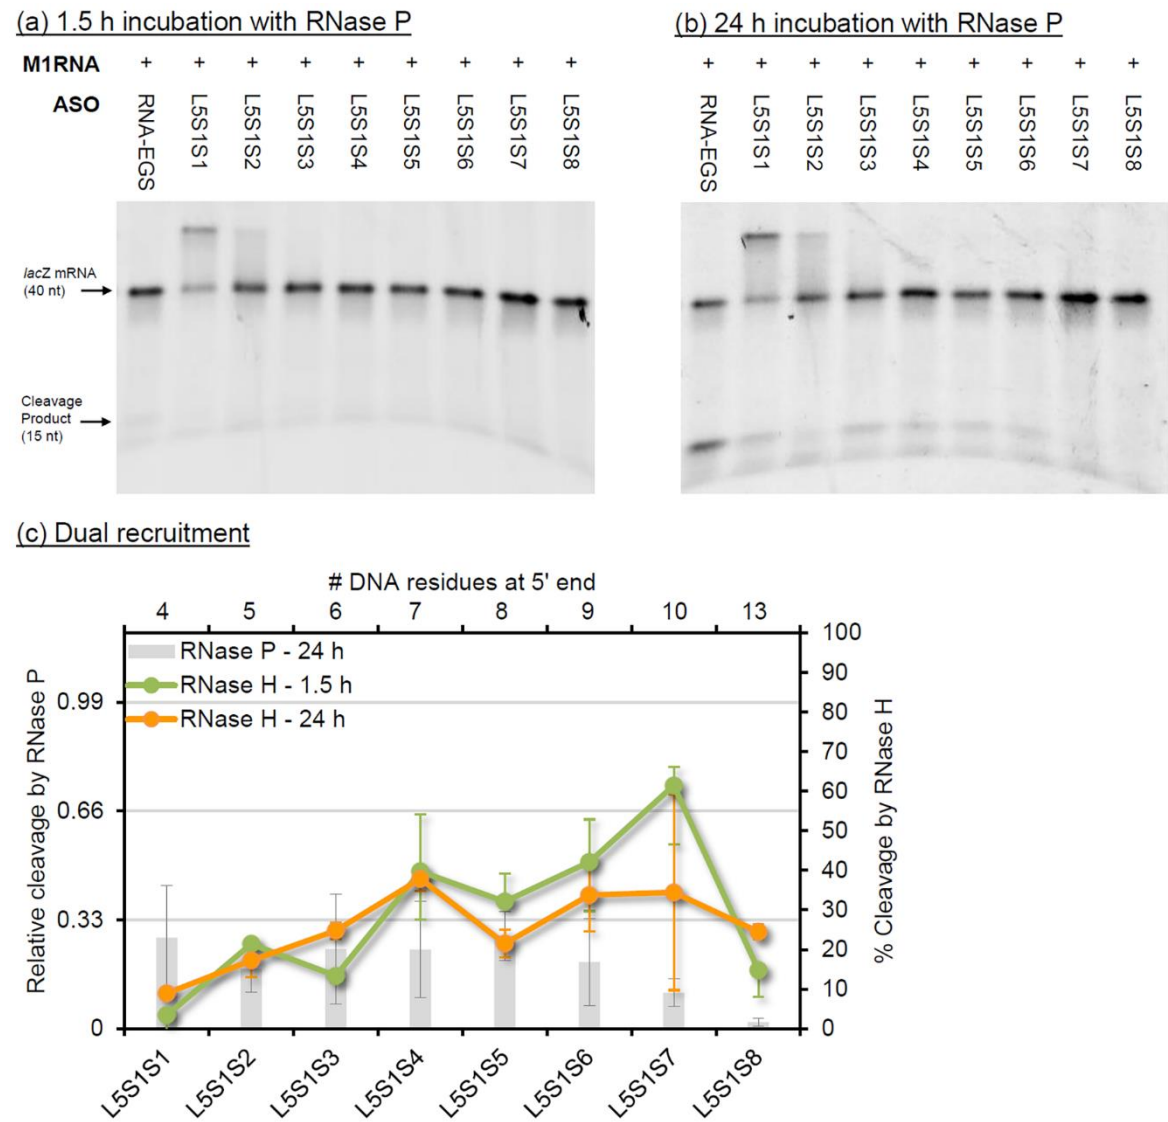 (a) 1.5 h incubation with RNase P
(b) 24 h incubation with RNase P
M1RNA + + + + + + + + +
+ + + + + + + + +
ASO RNA-EGS L5S1S1 L5S1S2 L5S1S3 L5S1S4 L5S1S5 L5S1S6 L5S1S7 L5S1S8
RNA-EGS L5S1S1 L5S1S2 L5S1S3 L5S1S4 L5S1S5 L5S1S6 L5S1S7 L5S1S8
lacZ mRNA
(40 nt)
Cleavage
Product
(15 nt)
(c) Dual recruitment
# DNA residues at 5' end
4 5 6 7 8 9 10 13
Relative cleavage by RNase P
0.99
0.66
0.33
0
RNase P - 24 h
RNase H - 1.5 h
RNase H - 24 h
100
90
80
70
60
50
40
30
20
10
0
% Cleavage by RNase H
L5S1S1 L5S1S2 L5S1S3 L5S1S4 L5S1S5 L5S1S6 L5S1S7 L5S1S8